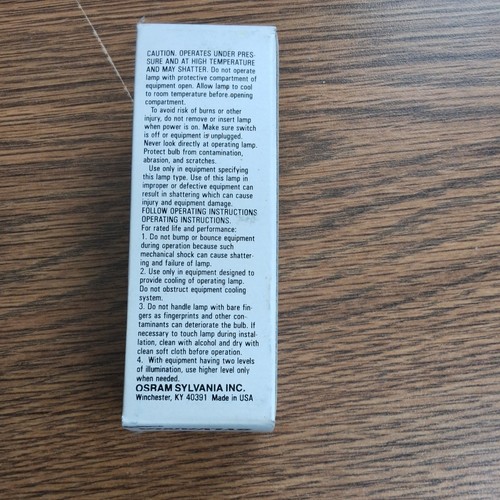 CAUTION. OPERATES UNDER PRES-
SURE AND AT HIGH TEMPERATURE
AND MAY SHATTER. Do not operate
lamp with protective compartment of
equipment open. Allow lamp to cool
to room temperature before opening
compartment.
To avoid risk of burns or other
injury, do not remove or insert lamp
when power is on. Make sure switch
is off or equipment is unplugged.
Never look directly at operating lamp.
Protect bulb from contamination,
abrasion, and scratches.
Use only in equipment specifying
this lamp type. Use of this lamp in
improper or defective equipment can
result in shattering which can cause
injury and equipment damage.
FOLLOW OPERATING INSTRUCTIONS
OPERATING INSTRUCTIONS.
For rated life and performance:
1. Do not bump or bounce equipment
during operation because such
mechanical shock can cause shatter-
ing and failure of lamp.
2. Use only in equipment designed to
provide cooling of operating lamp.
Do not obstruct equipment cooling
system.
3. Do not handle lamp with bare fin-
gers as fingerprints and other con-
taminants can deteriorate the bulb. If
necessary to touch lamp during instal-
lation, clean with alcohol and dry with
clean soft cloth before operation.
4. With equipment having two levels
of illumination, use higher level only
when needed.
OSRAM SYLVANIA INC.
Winchester, KY 40391 Made in USA